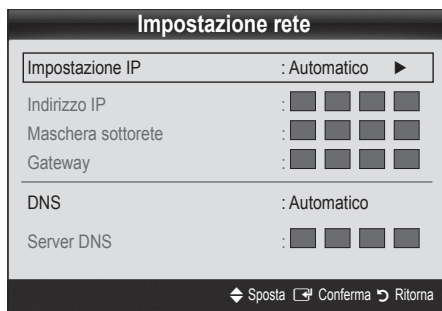 Impostazione rete
Impostazione IP : Automatico ►
Indirizzo IP :
Maschera sottorete :
Gateway :
DNS : Automatico
Server DNS :
Sposta Conferma Ritorna